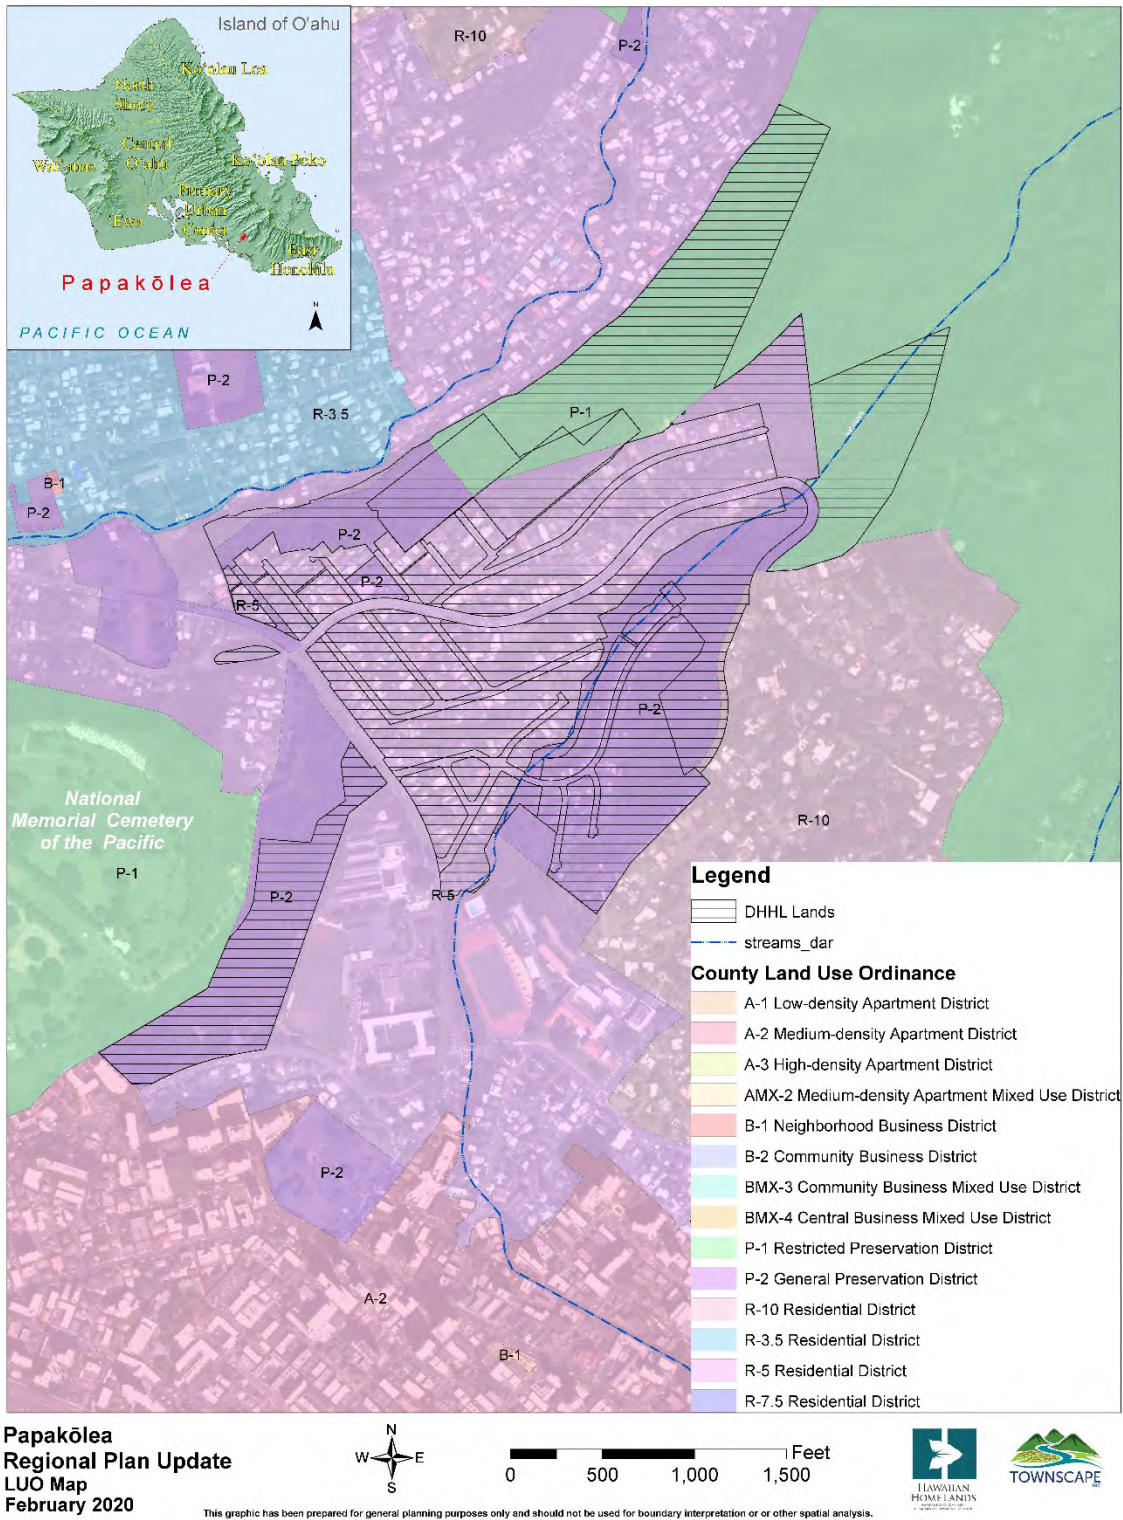 Island of O'ahu
Ko'olau Loa
North
Shore
Central
O'ahu
Wai'anae
Ko'olau Poko
Primary
Urban
Center
'Ewa
East
Honolulu
Papakōlea
N
PACIFIC OCEAN
R-10
P-2
P-2
R-3.5
P-1
B-1
P-2
P-2
P-2
R-5
P-2
National
Memorial Cemetery
of the Pacific
P-1
R-10
P-2
R-5
P-2
A-2
B-1
Legend
DHHL Lands
streams_dar
County Land Use Ordinance
A-1 Low-density Apartment District
A-2 Medium-density Apartment District
A-3 High-density Apartment District
AMX-2 Medium-density Apartment Mixed Use District
B-1 Neighborhood Business District
B-2 Community Business District
BMX-3 Community Business Mixed Use District
BMX-4 Central Business Mixed Use District
P-1 Restricted Preservation District
P-2 General Preservation District
R-10 Residential District
R-3.5 Residential District
R-5 Residential District
R-7.5 Residential District
Papakōlea
Regional Plan Update
LUO Map
February 2020
N
W E
S
Feet
0 500 1,000 1,500
HAWAIIAN
HOME LANDS
TOWNSCAPE
INC
This graphic has been prepared for general planning purposes only and should not be used for boundary interpretation or or other spatial analysis.